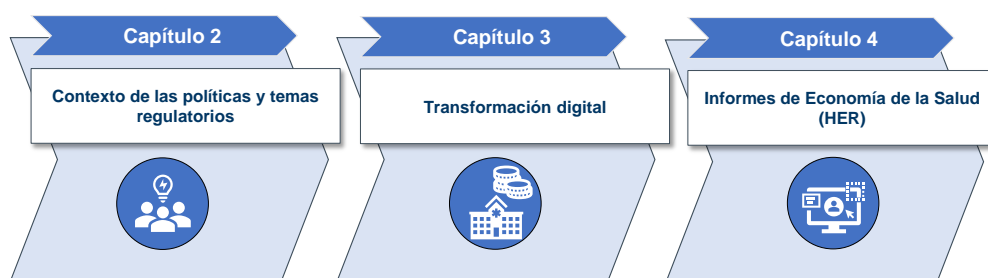 Capítulo 2
Contexto de las políticas y temas
regulatorios
Capítulo 3
Transformación digital
Capítulo 4
Informes de Economía de la Salud
(HER)